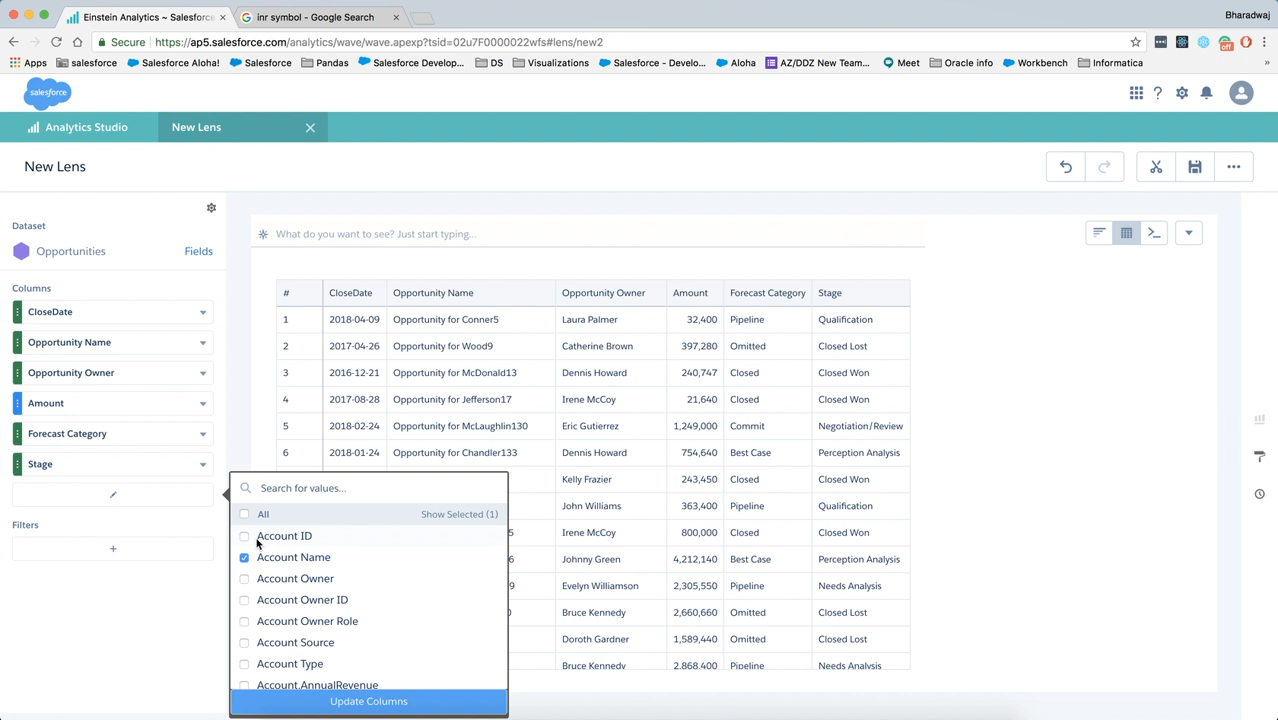 Einstein Analytics ~ Salesforce
inr symbol - Google Search
Bharadwaj
Secure https://ap5.salesforce.com/analytics/wave/wave.apexp?tsid=02u7F0000022wfs#lens/new2
Apps salesforce Salesforce Aloha! Salesforce Pandas Salesforce Develop... DS Visualizations Salesforce - Develo... Aloha AZ/DDZ New Team... Meet Oracle info Workbench Informatica »
off
salesforce
Analytics Studio
New Lens
New Lens
Dataset
Opportunities Fields
Columns
CloseDate
Opportunity Name
Opportunity Owner
Amount
Forecast Category
Stage
Filters
What do you want to see? Just start typing...
# CloseDate Opportunity Name Opportunity Owner Amount Forecast Category Stage
1 2018-04-09 Opportunity for Conner5 Laura Palmer 32,400 Pipeline Qualification
2 2017-04-26 Opportunity for Wood9 Catherine Brown 397,280 Omitted Closed Lost
3 2016-12-21 Opportunity for McDonald13 Dennis Howard 240,747 Closed Closed Won
4 2017-08-28 Opportunity for Jefferson17 Irene McCoy 21,640 Closed Closed Won
5 2018-02-24 Opportunity for McLaughlin130 Eric Gutierrez 1,249,000 Commit Negotiation/Review
6 2018-01-24 Opportunity for Chandler133 Dennis Howard 754,640 Best Case Perception Analysis
Kelly Frazier 243,450 Closed Closed Won
John Williams 363,400 Pipeline Qualification
5 Irene McCoy 800,000 Closed Closed Won
6 Johnny Green 4,212,140 Best Case Perception Analysis
9 Evelyn Williamson 2,305,550 Pipeline Needs Analysis
0 Bruce Kennedy 2,660,660 Omitted Closed Lost
Doroth Gardner 1,589,440 Omitted Closed Lost
Bruce Kennedy 2,868,400 Pipeline Needs Analysis
Search for values...
All Show Selected (1)
Account ID
Account Name
Account Owner
Account Owner ID
Account Owner Role
Account Source
Account Type
Account.AnnualRevenue
Update Columns